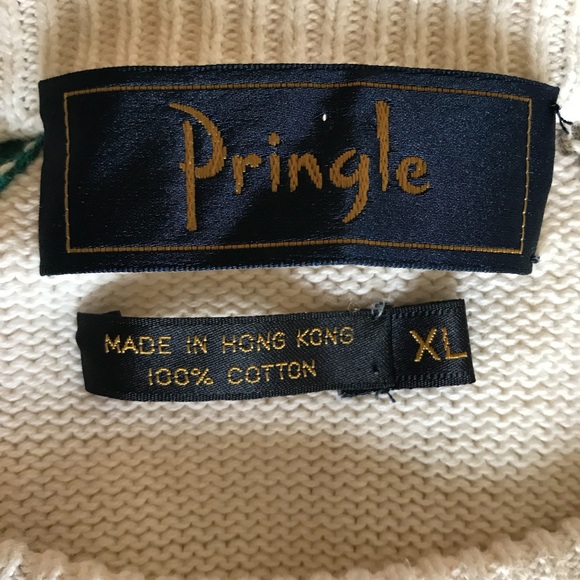 Pringle
MADE IN HONG KONG
100% COTTON
XL